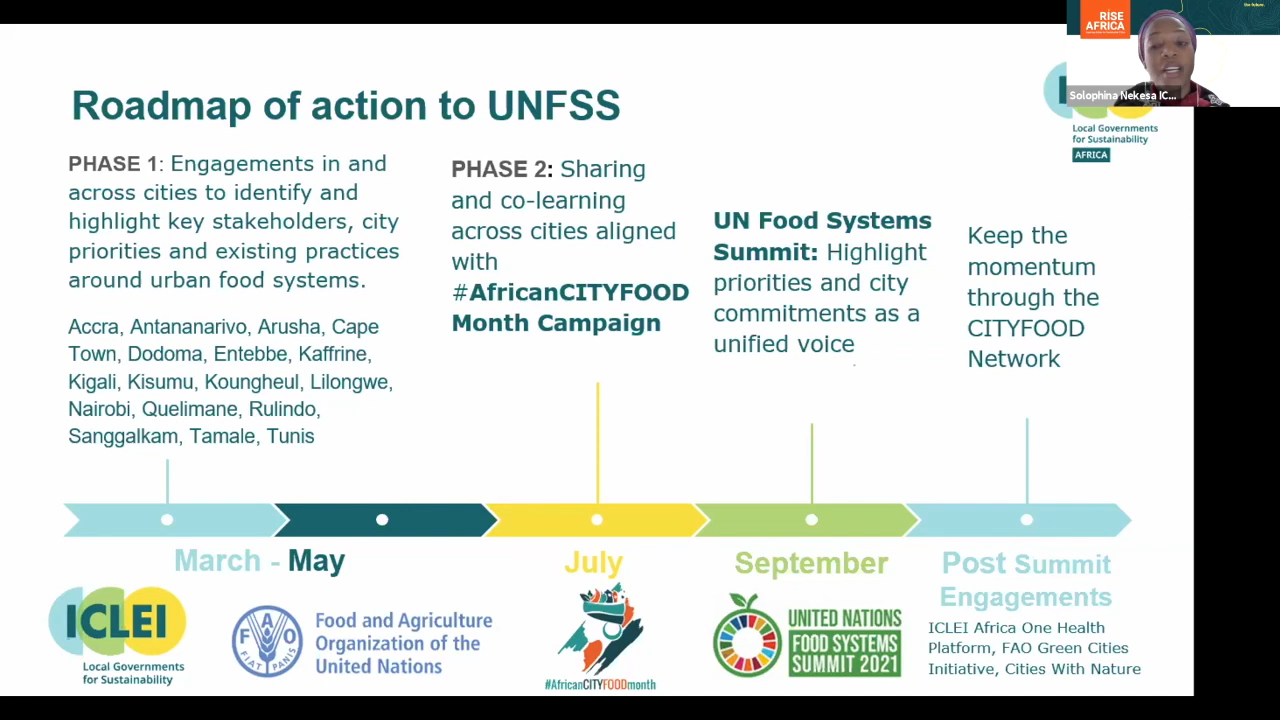 the future.
RISE
AFRICA
Solophina Nekesa IC...
Roadmap of action to UNFSS
Local Governments
for Sustainability
AFRICA
PHASE 1: Engagements in and
across cities to identify and
highlight key stakeholders, city
priorities and existing practices
around urban food systems.
Accra, Antananarivo, Arusha, Cape
Town, Dodoma, Entebbe, Kaffrine,
Kigali, Kisumu, Koungheul, Lilongwe,
Nairobi, Quelimane, Rulindo,
Sanggalkam, Tamale, Tunis
PHASE 2: Sharing
and co-learning
across cities aligned
with
#AfricanCITYFOOD
Month Campaign
UN Food Systems
Summit: Highlight
priorities and city
commitments as a
unified voice
Keep the
momentum
through the
CITYFOOD
Network
March - May
July
September
Post Summit
Engagements
ICLEI
Local Governments
for Sustainability
FAO
FIAT PANIS
Food and Agriculture
Organization of the
United Nations
#AfricanCITYFOODmonth
UNITED NATIONS
FOOD SYSTEMS
SUMMIT 2021
ICLEI Africa One Health
Platform, FAO Green Cities
Initiative, Cities With Nature